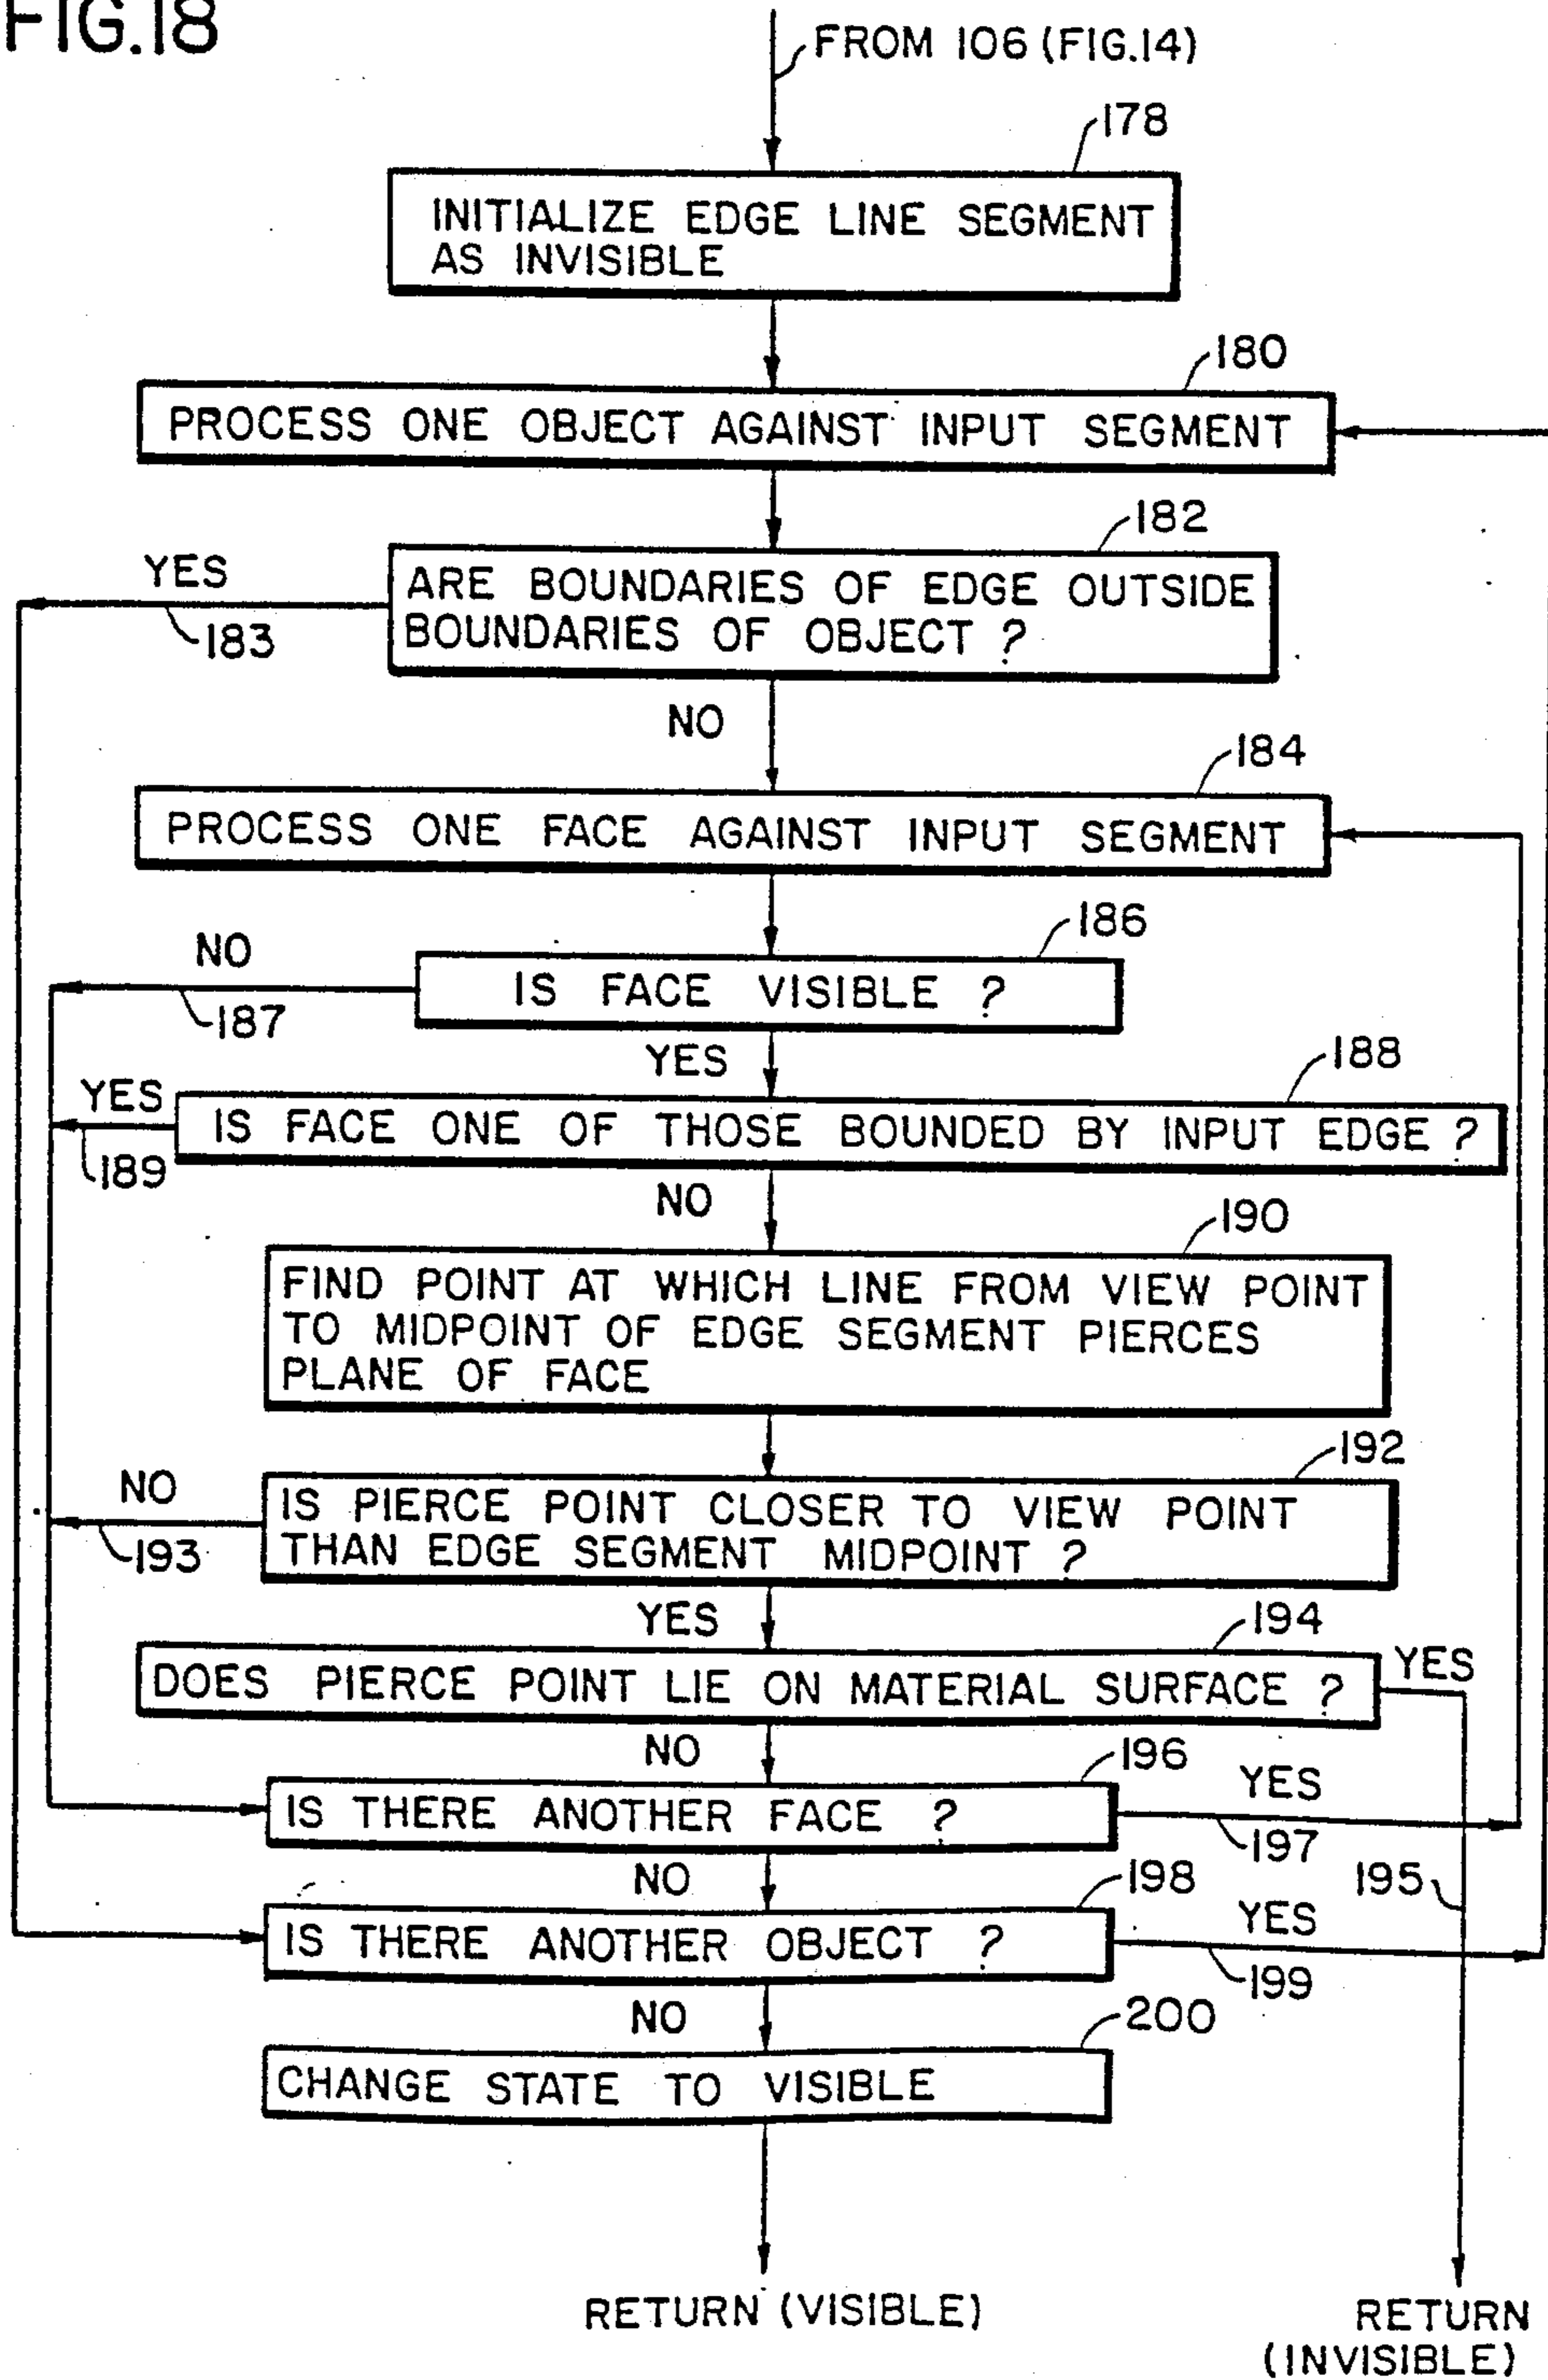 FIG.18
FROM 106 (FIG.14)
178
INITIALIZE EDGE LINE SEGMENT
AS INVISIBLE
180
PROCESS ONE OBJECT AGAINST INPUT SEGMENT
182
YES
183
ARE BOUNDARIES OF EDGE OUTSIDE
BOUNDARIES OF OBJECT ?
NO
184
PROCESS ONE FACE AGAINST INPUT SEGMENT
186
NO
187
IS FACE VISIBLE ?
YES
188
YES
189
IS FACE ONE OF THOSE BOUNDED BY INPUT EDGE ?
NO
190
FIND POINT AT WHICH LINE FROM VIEW POINT
TO MIDPOINT OF EDGE SEGMENT PIERCES
PLANE OF FACE
192
NO
193
IS PIERCE POINT CLOSER TO VIEW POINT
THAN EDGE SEGMENT MIDPOINT ?
YES
194
DOES PIERCE POINT LIE ON MATERIAL SURFACE ?
YES
NO
196
IS THERE ANOTHER FACE ?
YES
197
NO
195
198
IS THERE ANOTHER OBJECT ?
YES
199
NO
200
CHANGE STATE TO VISIBLE
RETURN (VISIBLE)
RETURN
(INVISIBLE)